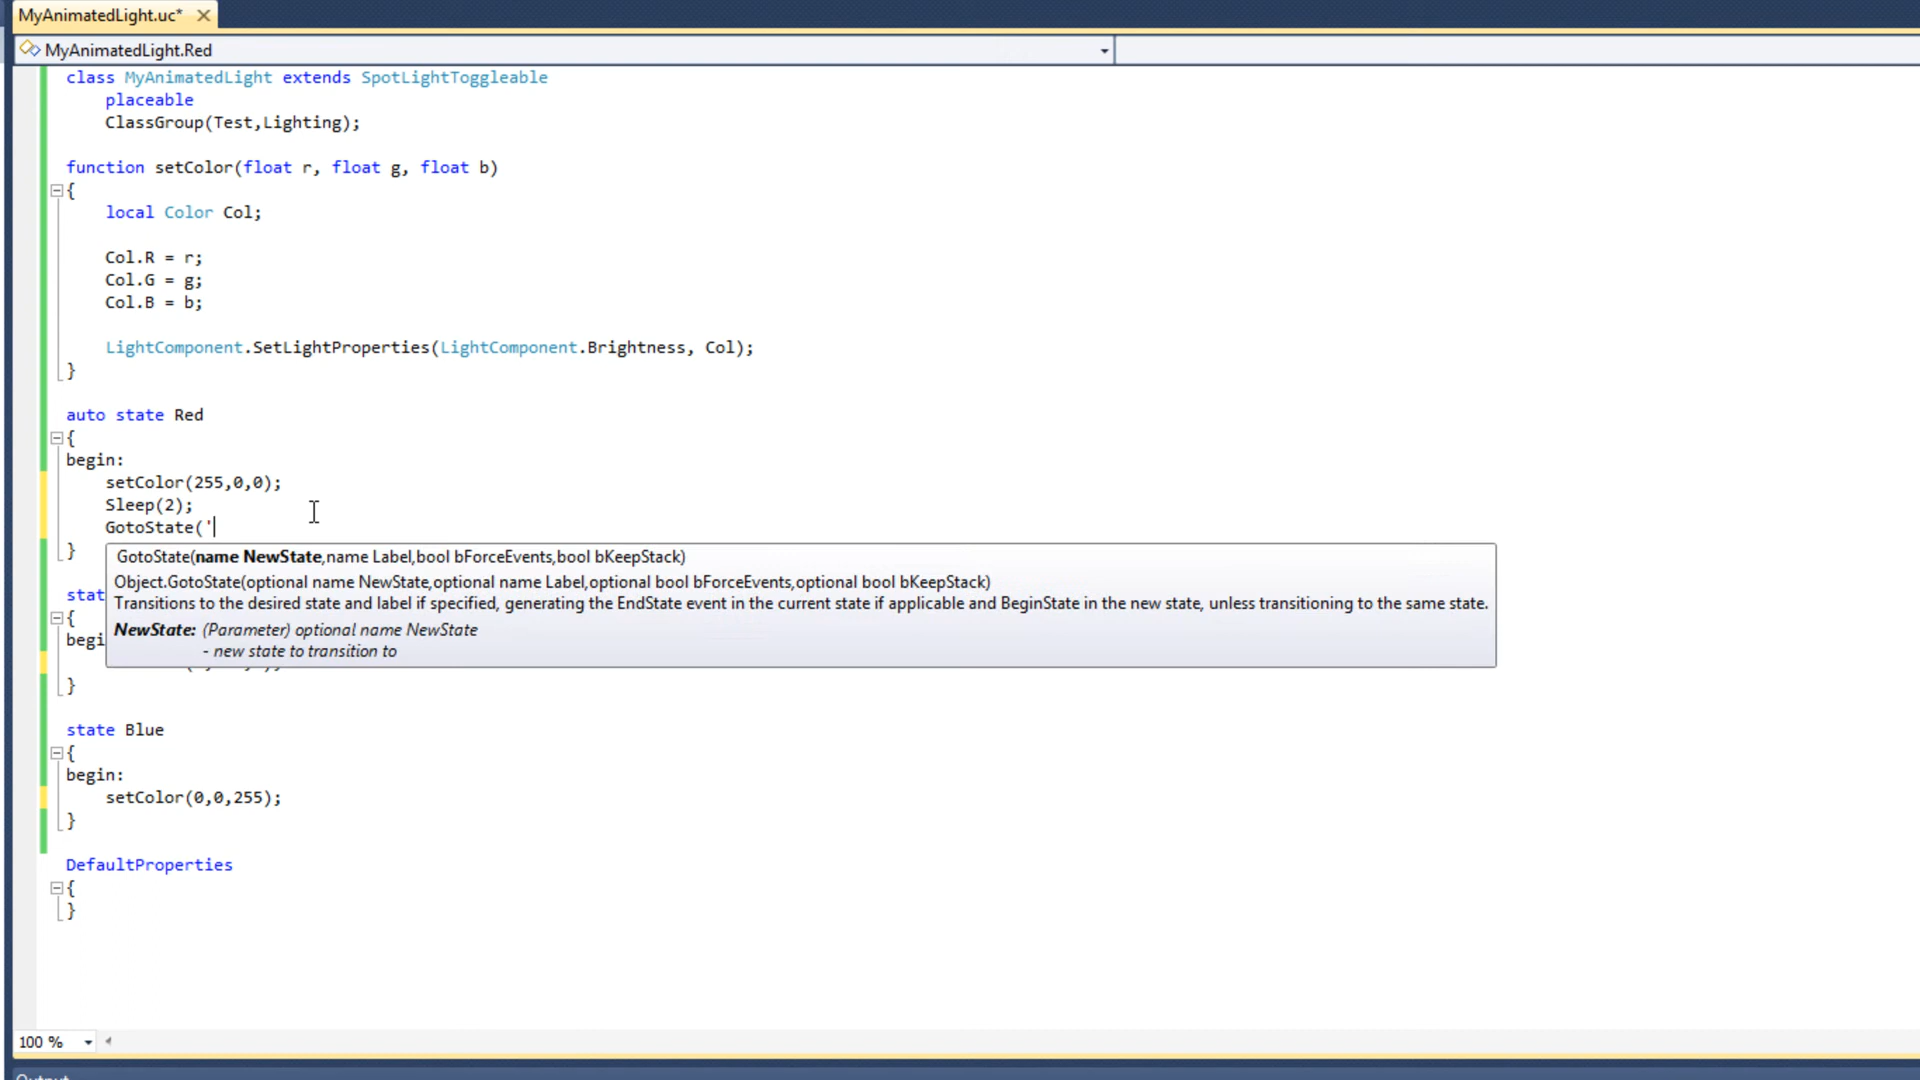 MyAnimatedLight.uc*
MyAnimatedLight.Red
class MyAnimatedLight extends SpotLightToggleable
placeable
ClassGroup(Test,Lighting);
function setColor(float r, float g, float b)
{
local Color Col;
Col.R = r;
Col.G = g;
Col.B = b;
LightComponent.SetLightProperties(LightComponent.Brightness, Col);
}
auto state Red
{
begin:
setColor(255,0,0);
Sleep(2);
GotoState('
}
GotoState(name NewState,name Label,bool bForceEvents,bool bKeepStack)
Object.GotoState(optional name NewState,optional name Label,optional bool bForceEvents,optional bool bKeepStack)
stat
Transitions to the desired state and label if specified, generating the EndState event in the current state if applicable and BeginState in the new state, unless transitioning to the same state.
{
NewState: (Parameter) optional name NewState
begi
- new state to transition to
}
state Blue
{
begin:
setColor(0,0,255);
}
DefaultProperties
{
}
100 %